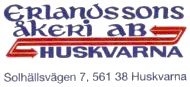 ERLANDSSONS
ÅKERI AB
HUSKVARNA
Solhällsvägen 7, 561 38 Huskvarna